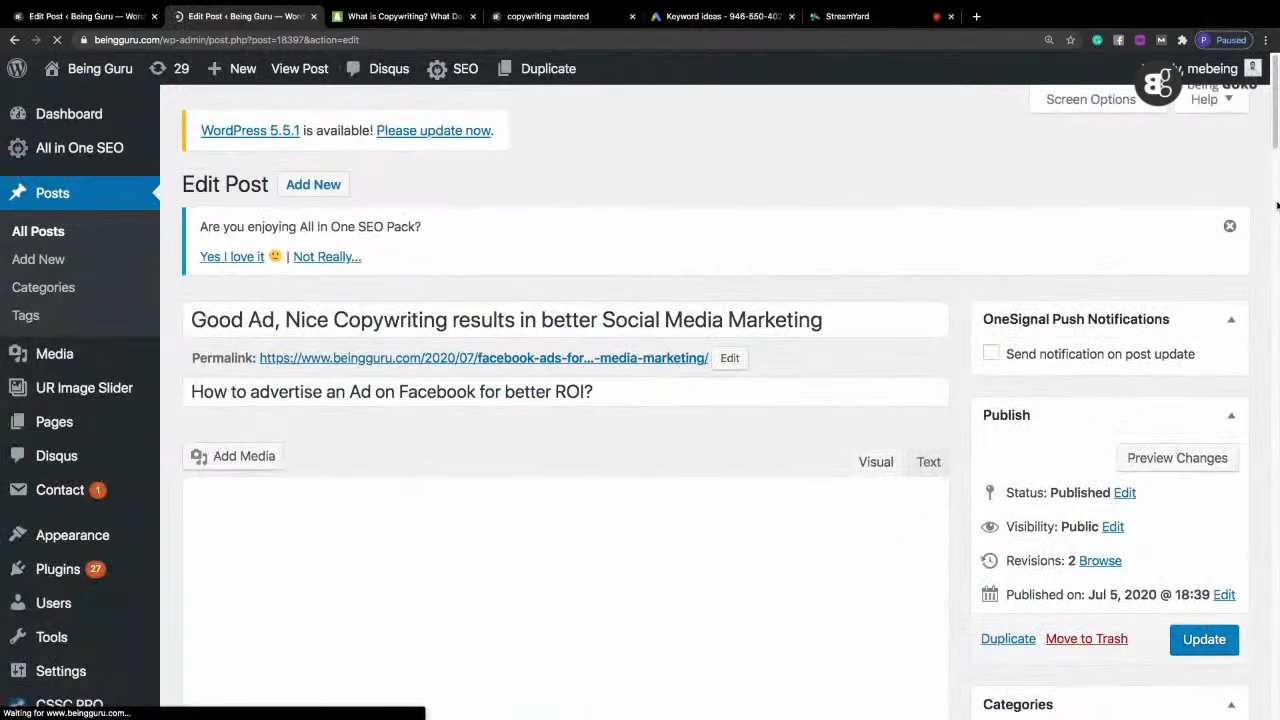 Edit Post ‹ Being Guru — Wor
Edit Post ‹ Being Guru — Word
What is Copywriting? What Do
copywriting mastered
Keyword ideas - 946-550-402
StreamYard
beingguru.com/wp-admin/post.php?post=18397&action=edit
Paused
Being Guru
29
New
View Post
Disqus
SEO
Duplicate
mebeing
Dashboard
All in One SEO
Posts
All Posts
Add New
Categories
Tags
Media
UR Image Slider
Pages
Disqus
Contact 1
Appearance
Plugins 27
Users
Tools
Settings
CSSC PRO
Screen Options
Help
WordPress 5.5.1 is available! Please update now.
Edit Post
Add New
Are you enjoying All In One SEO Pack?
Yes I love it 🙂 | Not Really...
Good Ad, Nice Copywriting results in better Social Media Marketing
Permalink: https://www.beingguru.com/2020/07/facebook-ads-for...-media-marketing/
Edit
How to advertise an Ad on Facebook for better ROI?
Add Media
Visual
Text
OneSignal Push Notifications
Send notification on post update
Publish
Preview Changes
Status: Published Edit
Visibility: Public Edit
Revisions: 2 Browse
Published on: Jul 5, 2020 @ 18:39 Edit
Duplicate
Move to Trash
Update
Categories
Waiting for www.beingguru.com...